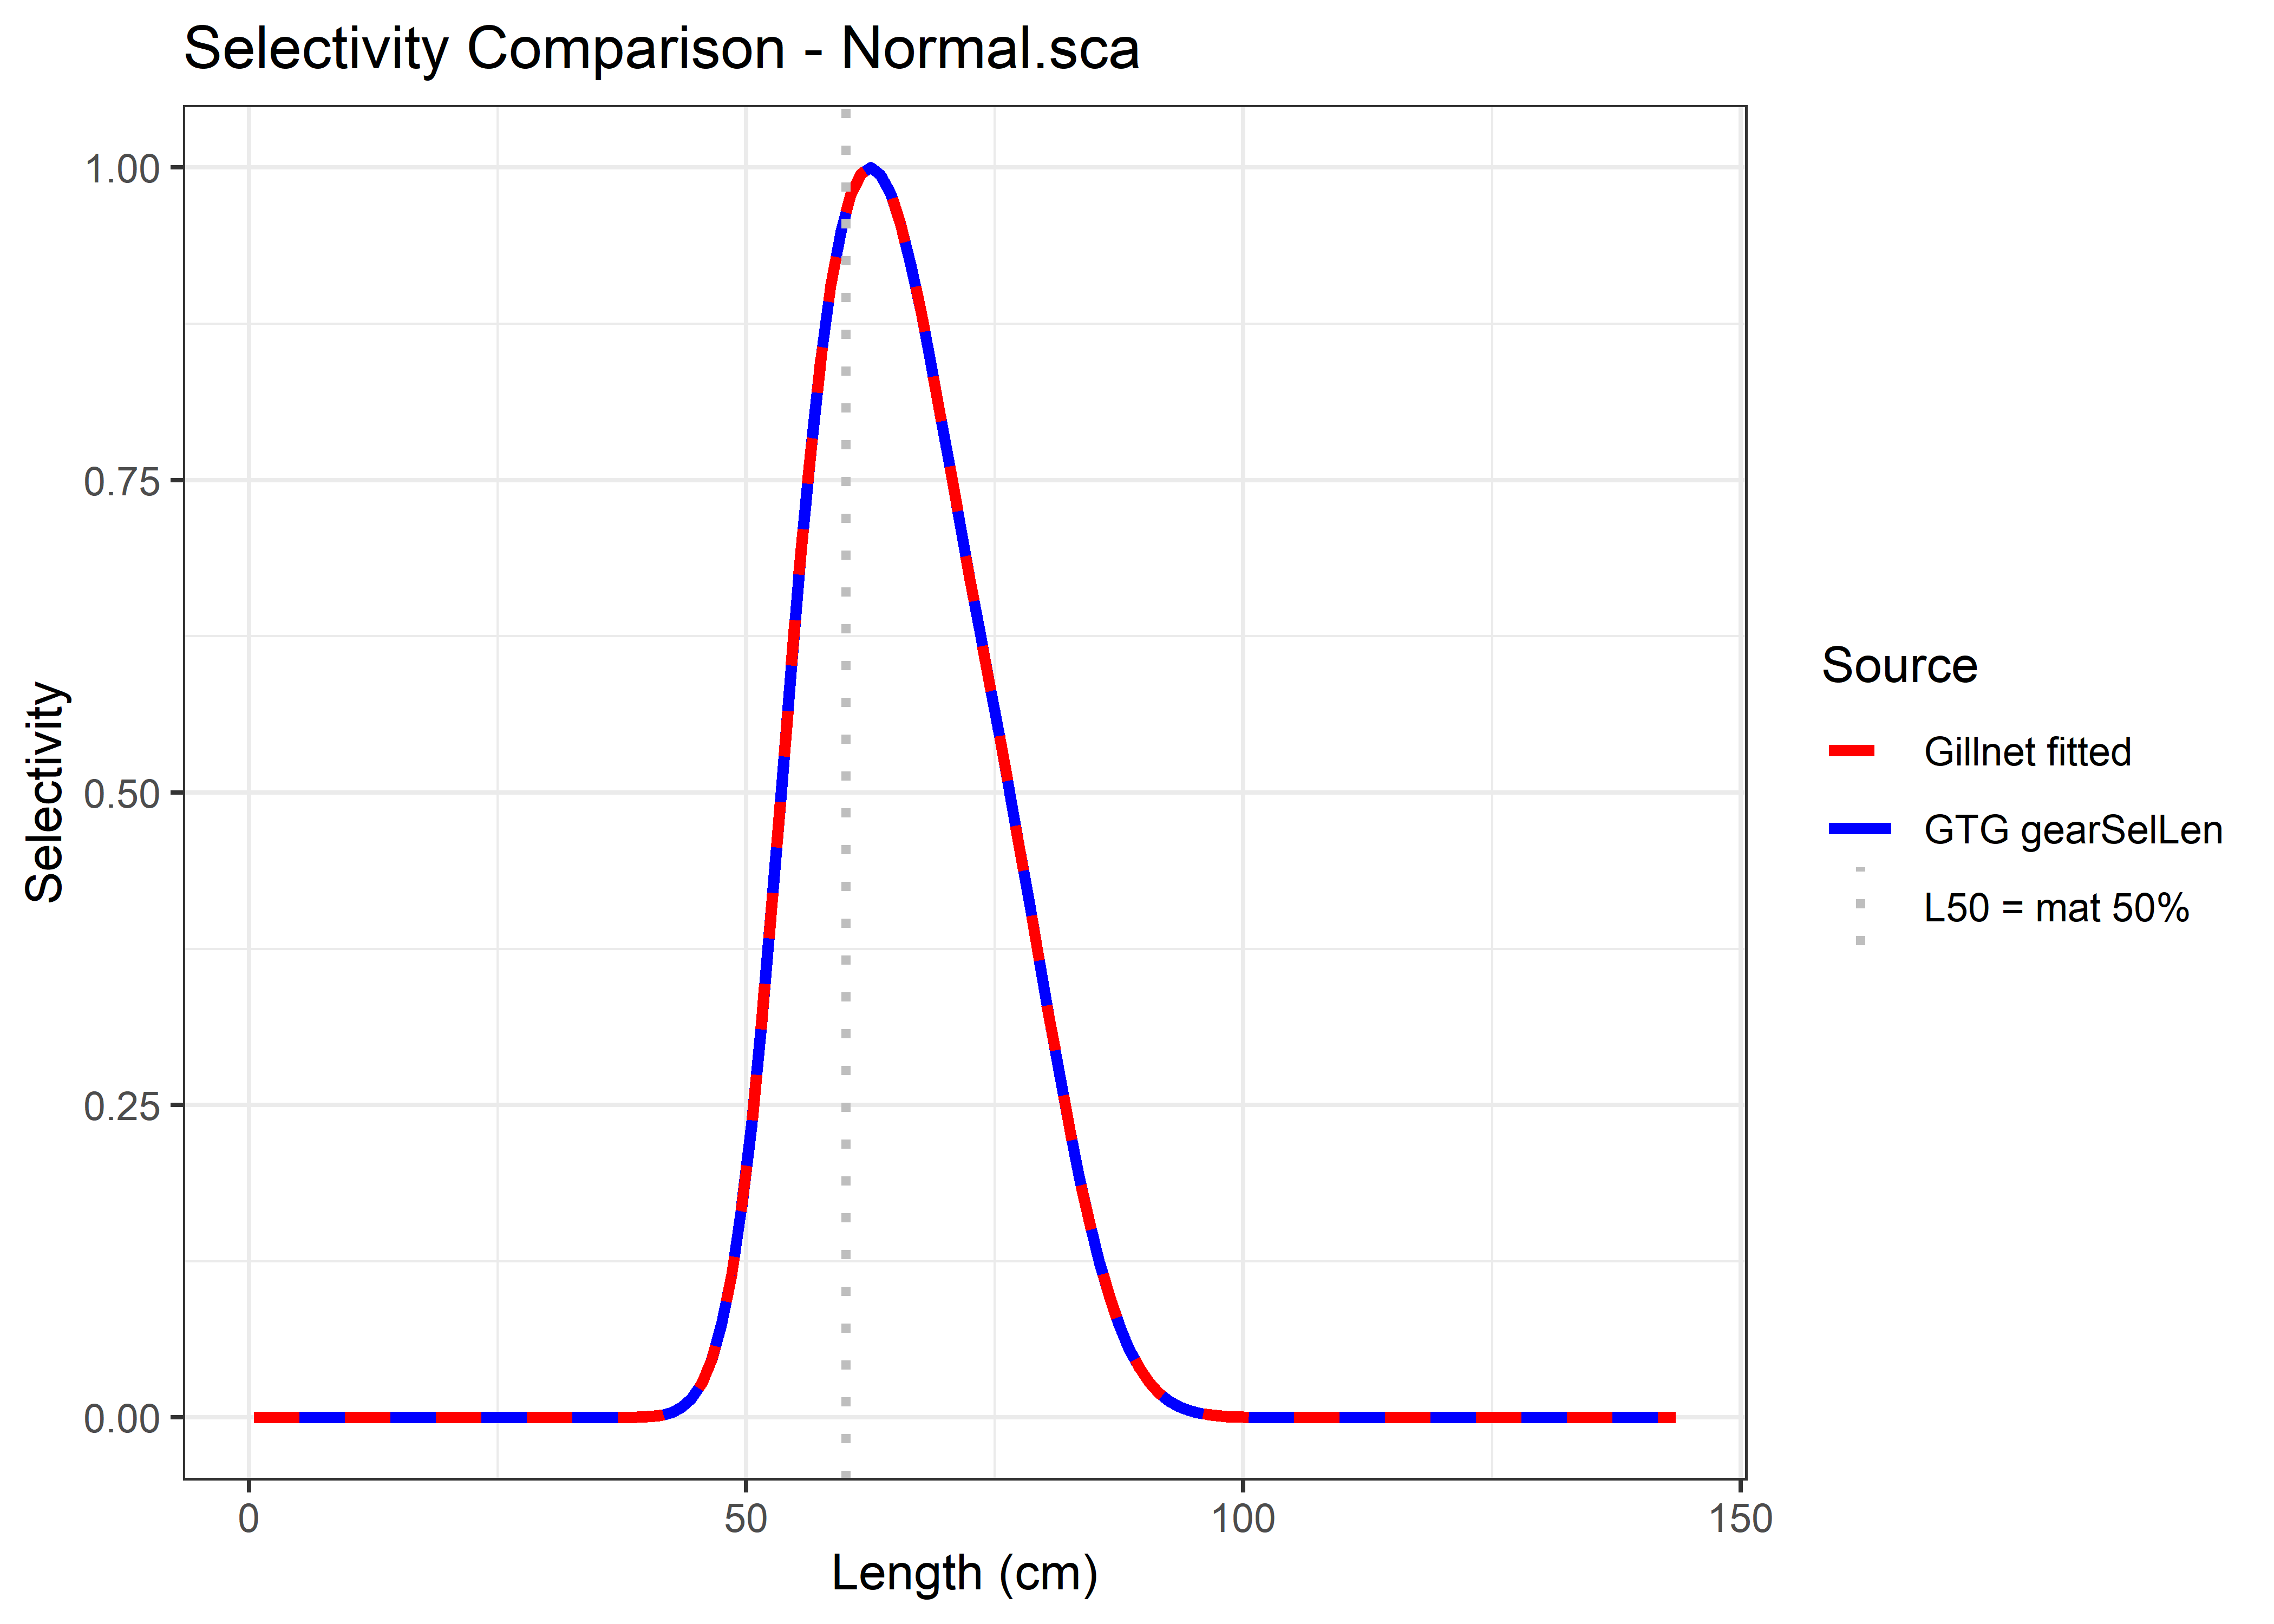 Selectivity Comparison - Normal.sca
1.00
0.75
0.50
0.25
0.00
Selectivity
0
50
100
150
Length (cm)
Source
Gillnet fitted
GTG gearSelLen
L50 = mat 50%